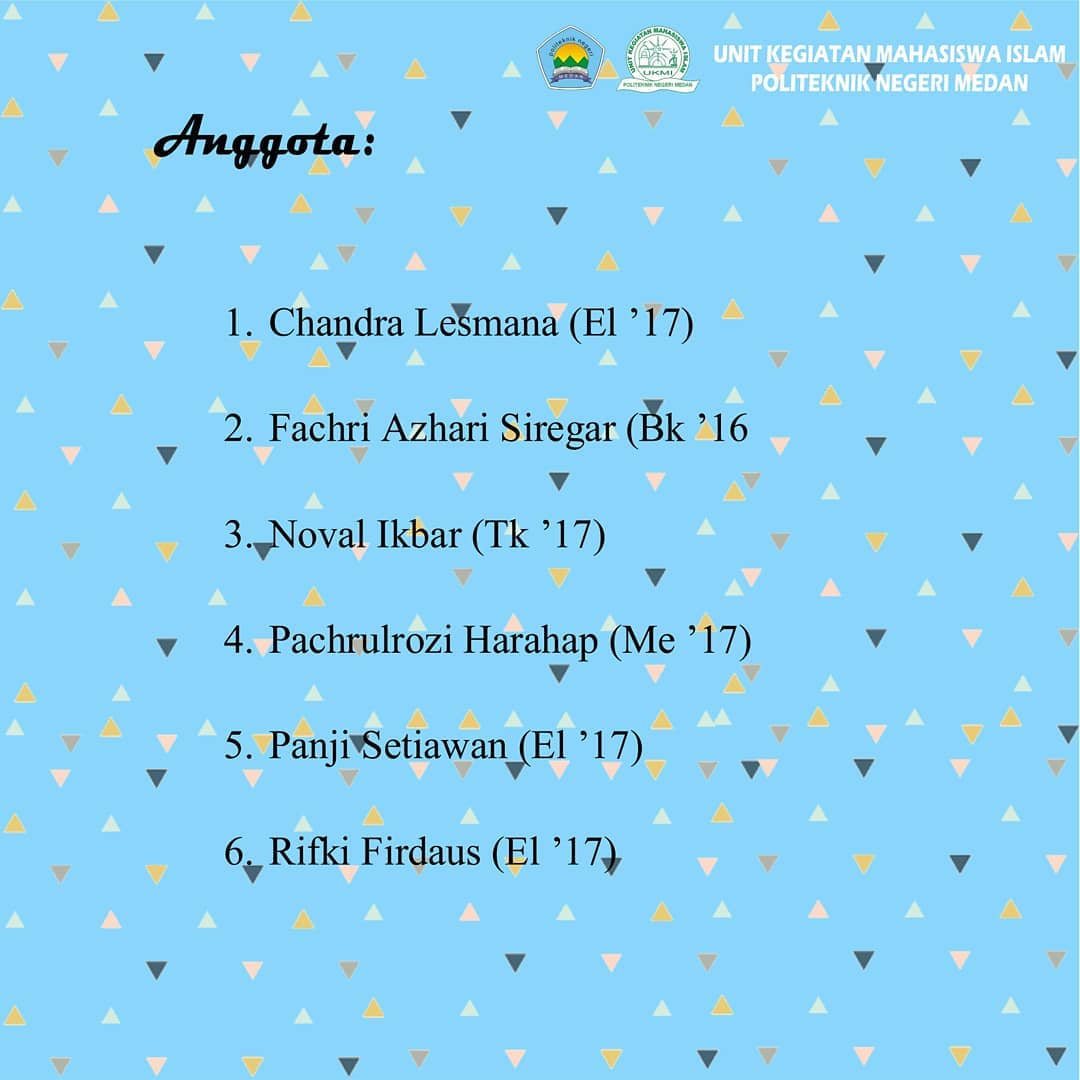 politeknik negeri
MEDAN
UNIT KEGIATAN MAHASISWA ISLAM
UKMI
POLITEKNIK NEGERI MEDAN
UNIT KEGIATAN MAHASISWA ISLAM
POLITEKNIK NEGERI MEDAN
Anggota:
1. Chandra Lesmana (El ’17)
2. Fachri Azhari Siregar (Bk ’16
3. Noval Ikbar (Tk ’17)
4. Pachrulrozi Harahap (Me ’17)
5. Panji Setiawan (El ’17)
6. Rifki Firdaus (El ’17)